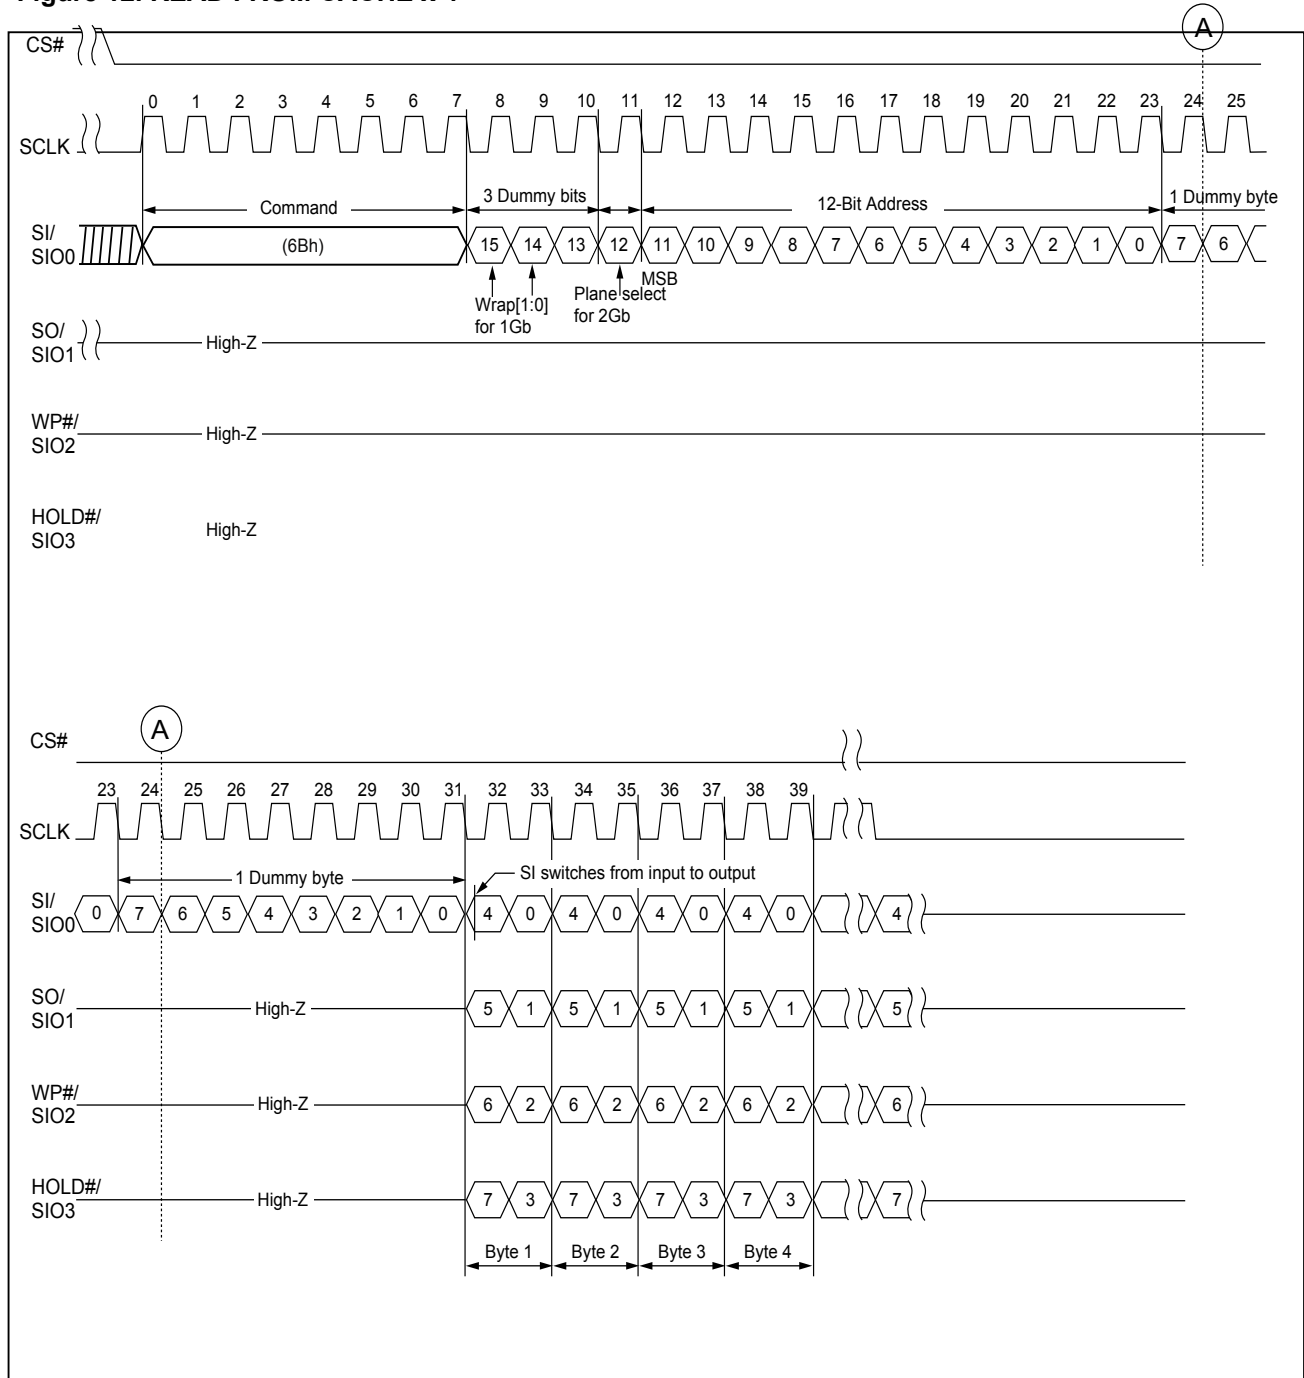 CS#
A
0 1 2 3 4 5 6 7 8 9 10 11 12 13 14 15 16 17 18 19 20 21 22 23 24 25
SCLK
Command 3 Dummy bits 12-Bit Address 1 Dummy byte
SI/
SIO0
(6Bh) 15 14 13 12 11 10 9 8 7 6 5 4 3 2 1 0 7 6
MSB
Wrap[1:0]
for 1Gb
Plane select
for 2Gb
SO/
SIO1
High-Z
WP#/
SIO2
High-Z
HOLD#/
SIO3
High-Z
A
CS#
23 24 25 26 27 28 29 30 31 32 33 34 35 36 37 38 39
SCLK
1 Dummy byte SI switches from input to output
SI/
SIO0
0 7 6 5 4 3 2 1 0 4 0 4 0 4 0 4 0 4
SO/
SIO1
High-Z 5 1 5 1 5 1 5 1 5
WP#/
SIO2
High-Z 6 2 6 2 6 2 6 2 6
HOLD#/
SIO3
High-Z 7 3 7 3 7 3 7 3 7
Byte 1 Byte 2 Byte 3 Byte 4